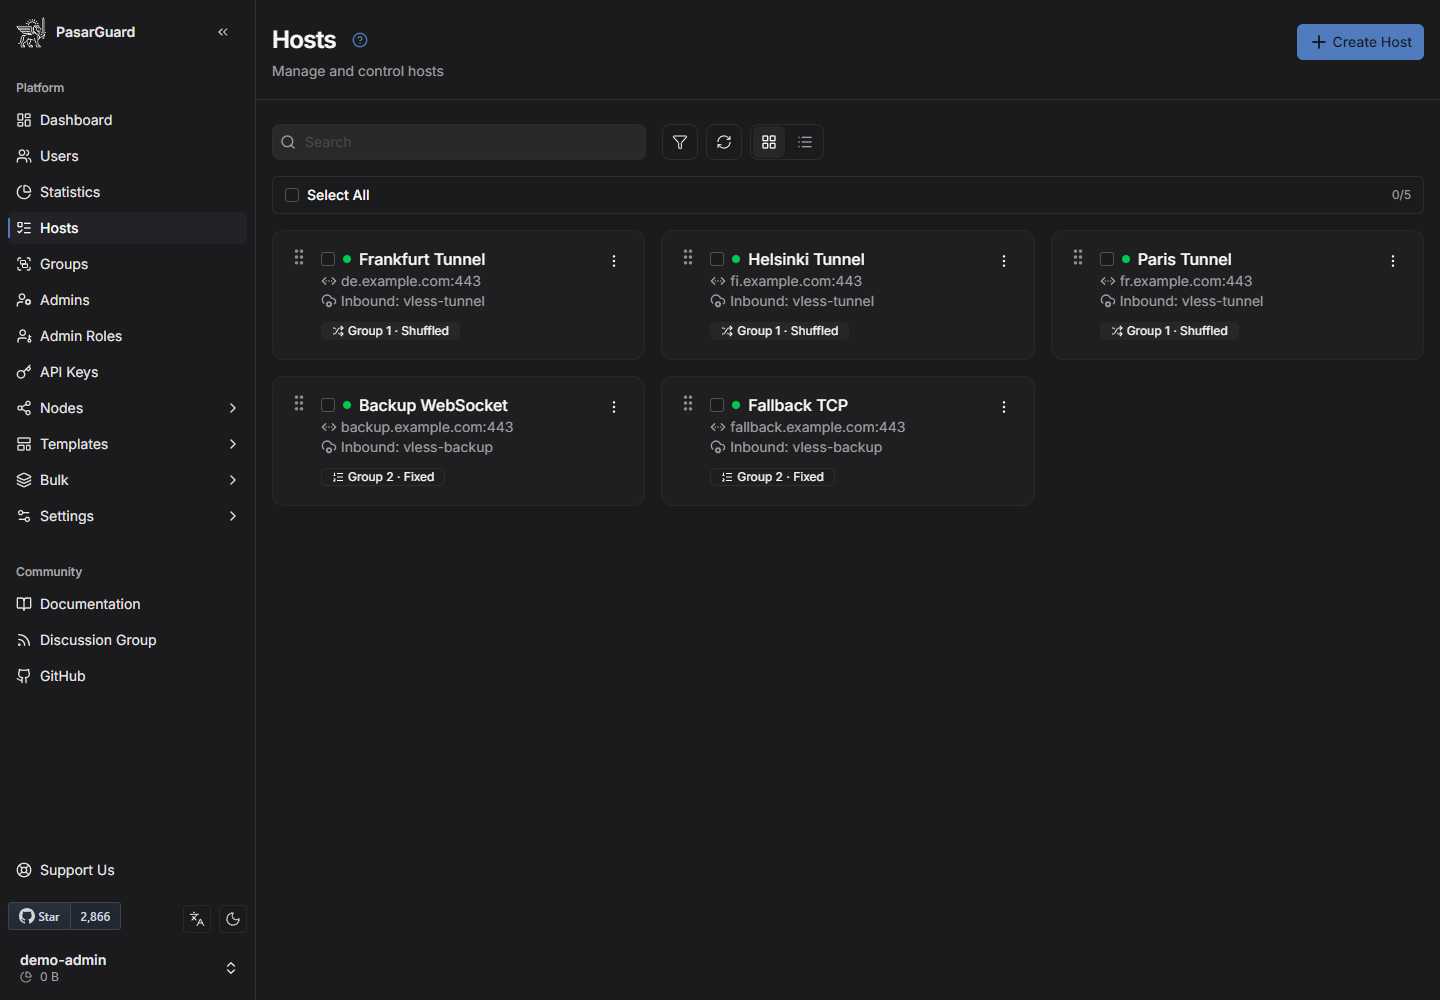 PasarGuard
Platform
Dashboard
Users
Statistics
Hosts
Groups
Admins
Admin Roles
API Keys
Nodes
Templates
Bulk
Settings
Community
Documentation
Discussion Group
GitHub
Support Us
Star 2,866
demo-admin
0 B
Hosts
Manage and control hosts
Create Host
Search
Select All 0/5
Frankfurt Tunnel
de.example.com:443
Inbound: vless-tunnel
Group 1 · Shuffled
Helsinki Tunnel
fi.example.com:443
Inbound: vless-tunnel
Group 1 · Shuffled
Paris Tunnel
fr.example.com:443
Inbound: vless-tunnel
Group 1 · Shuffled
Backup WebSocket
backup.example.com:443
Inbound: vless-backup
Group 2 · Fixed
Fallback TCP
fallback.example.com:443
Inbound: vless-backup
Group 2 · Fixed